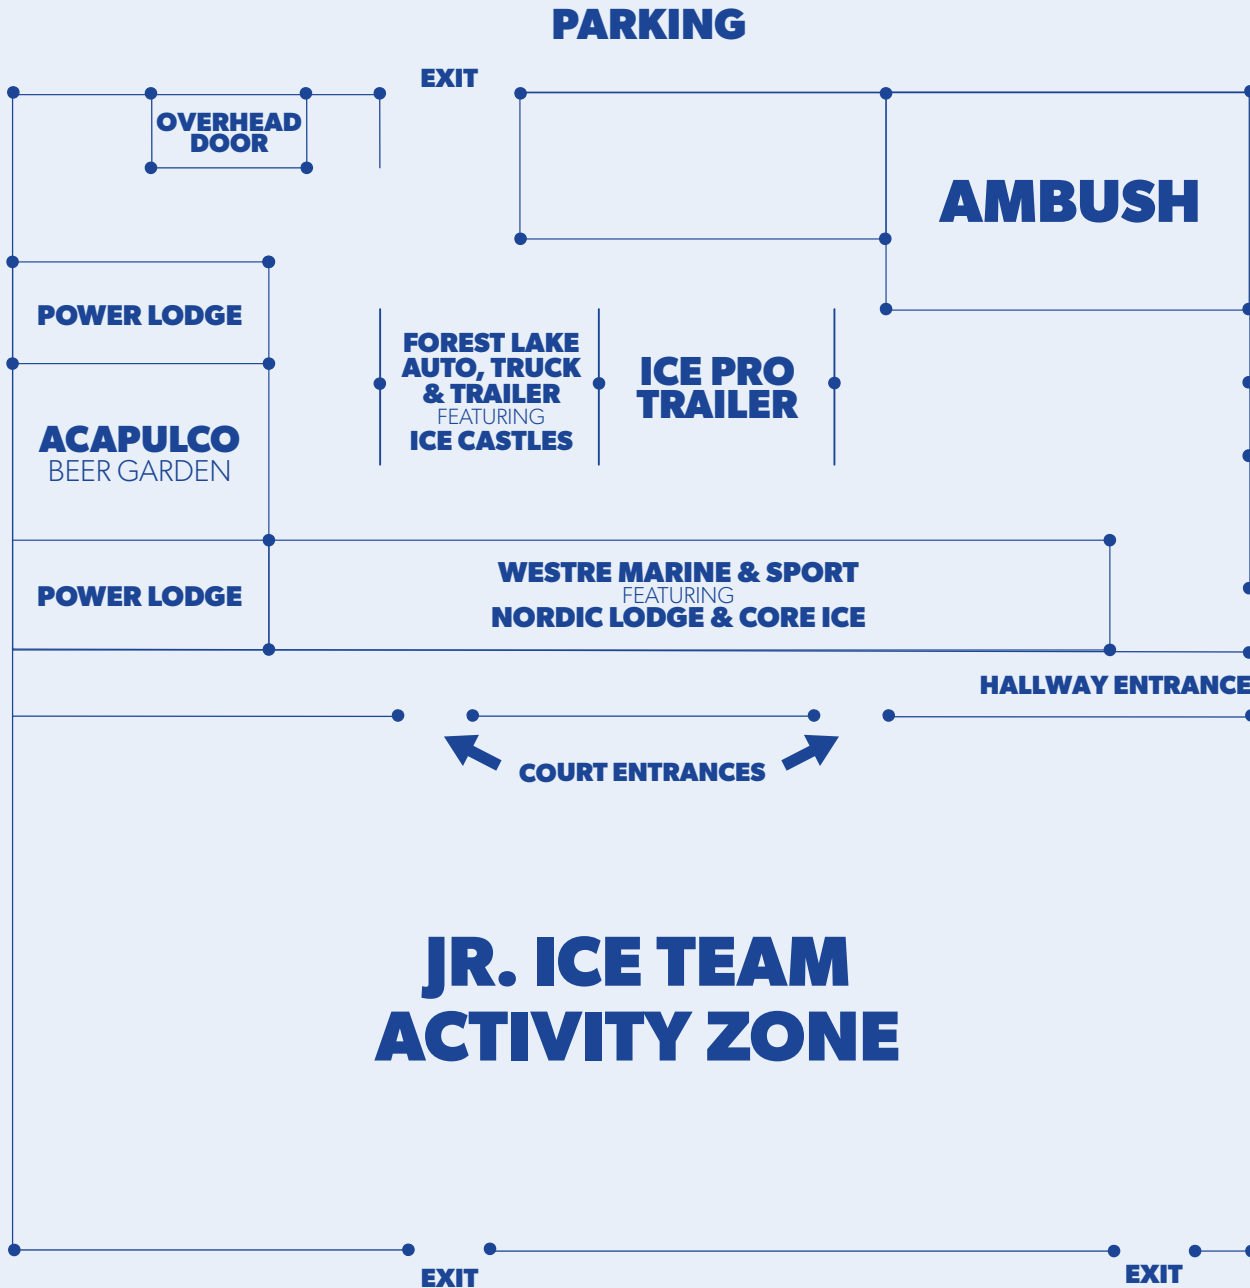 PARKING
EXIT
OVERHEAD
DOOR
AMBUSH
POWER LODGE
FOREST LAKE
AUTO, TRUCK
& TRAILER
FEATURING
ICE CASTLES
ICE PRO
TRAILER
ACAPULCO
BEER GARDEN
POWER LODGE
WESTRE MARINE & SPORT
FEATURING
NORDIC LODGE & CORE ICE
HALLWAY ENTRANCE
COURT ENTRANCES
JR. ICE TEAM
ACTIVITY ZONE
EXIT
EXIT